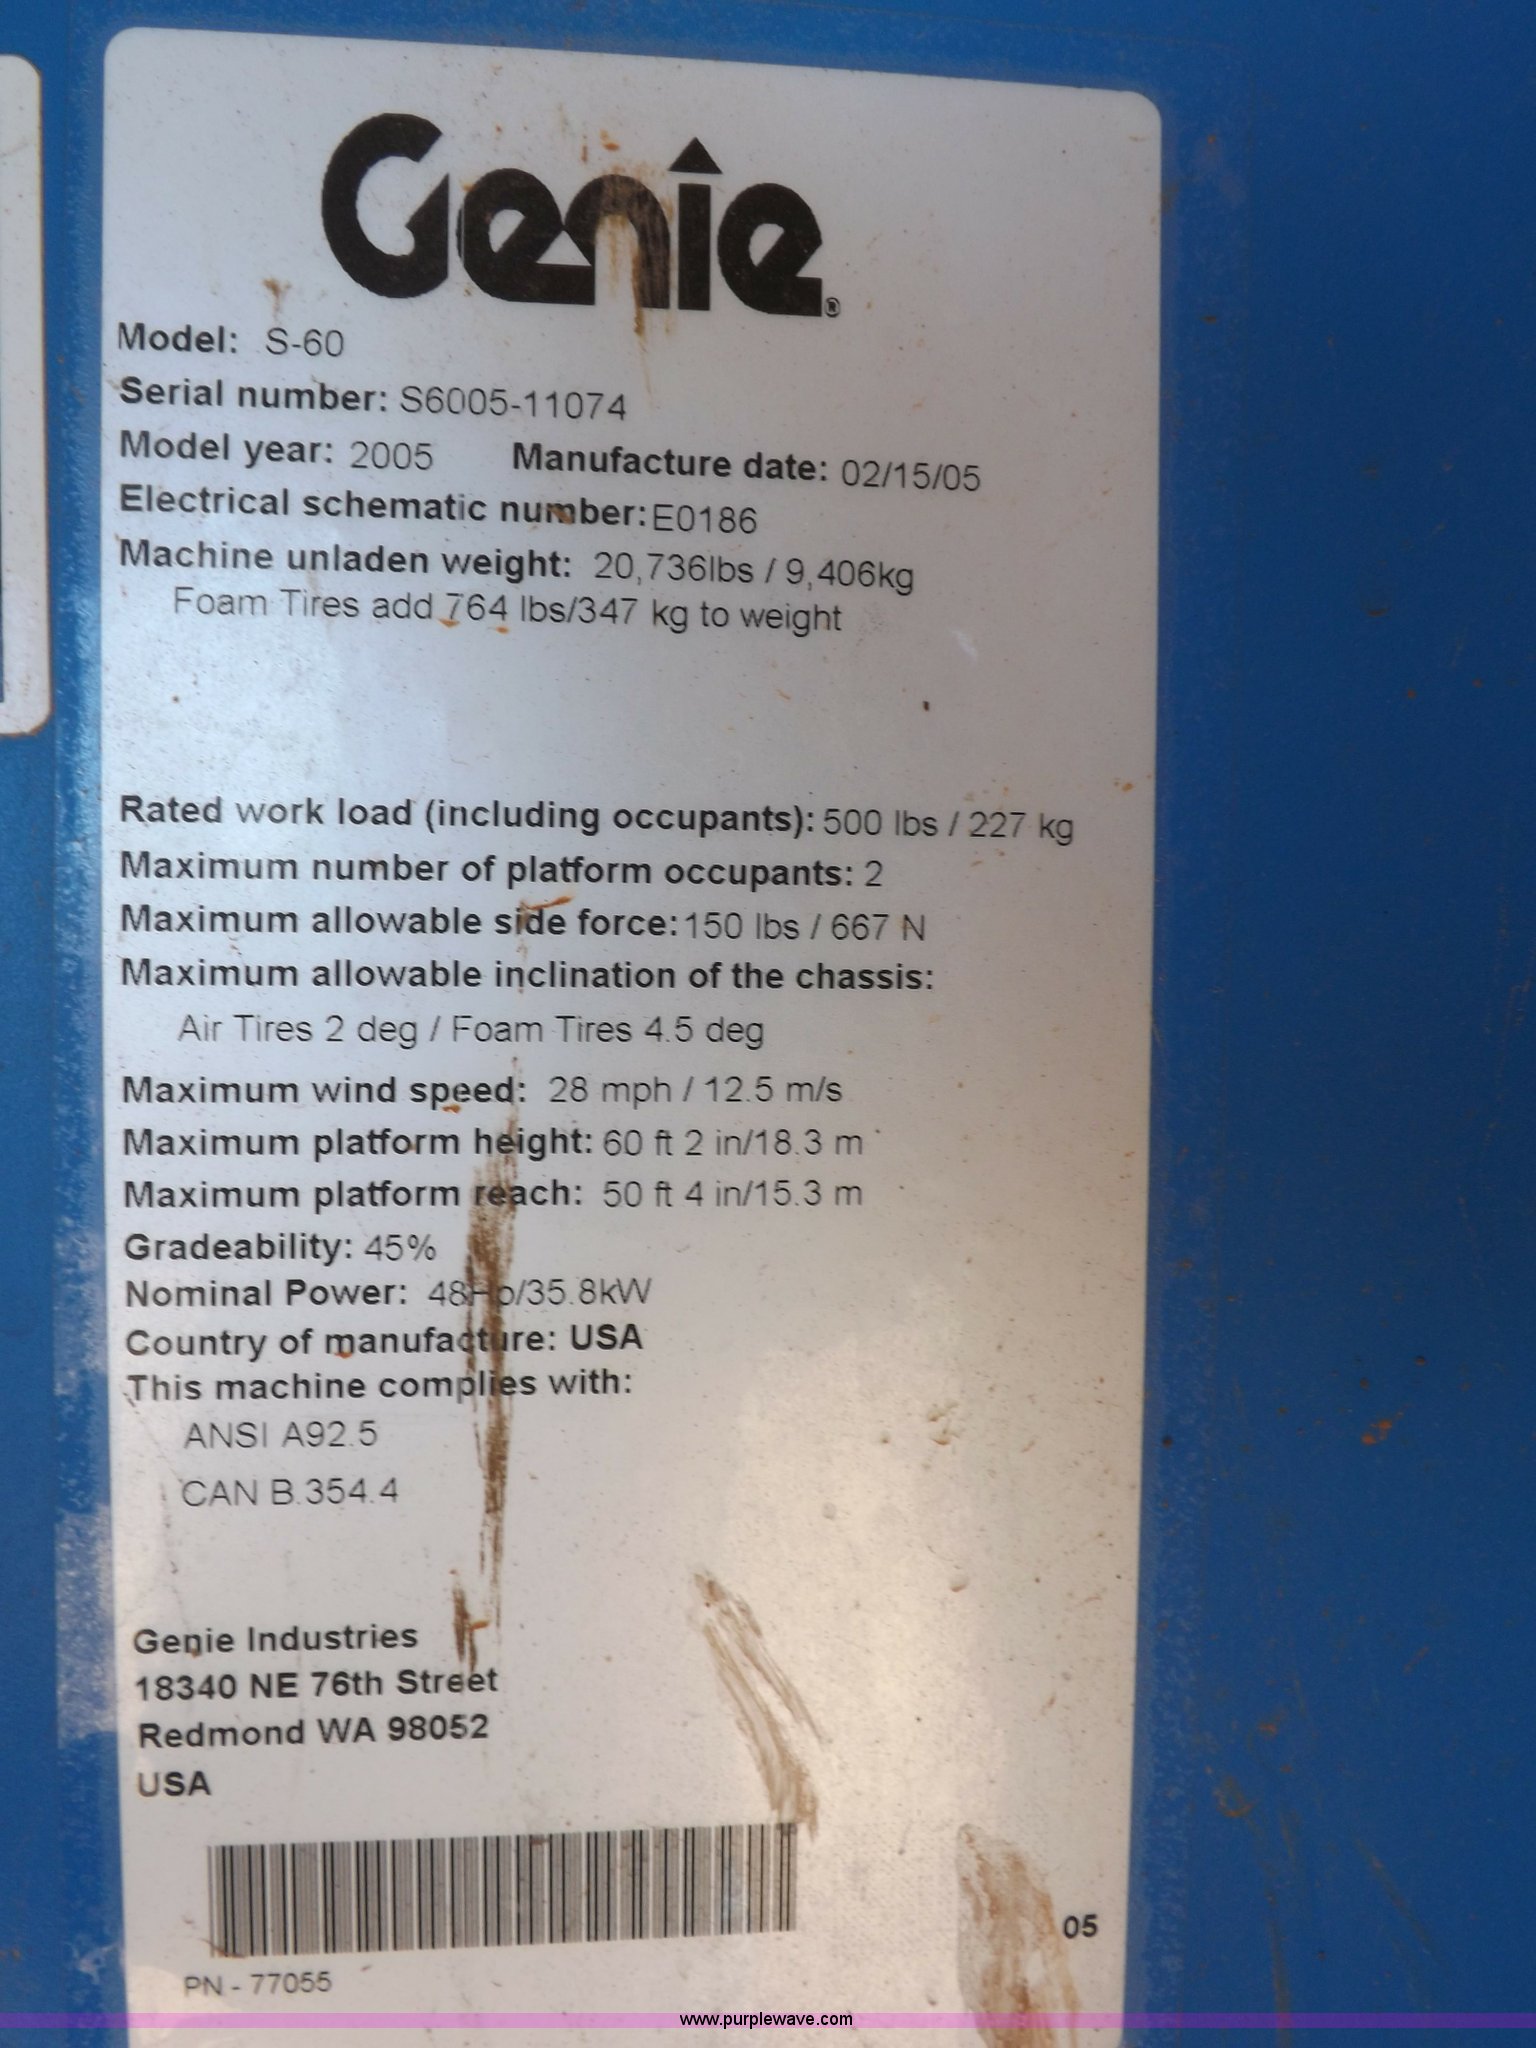 Genie®
Model: S-60
Serial number: S6005-11074
Model year: 2005 Manufacture date: 02/15/05
Electrical schematic number: E0186
Machine unladen weight: 20,736lbs / 9,406kg
Foam Tires add 764 lbs/347 kg to weight
Rated work load (including occupants): 500 lbs / 227 kg
Maximum number of platform occupants: 2
Maximum allowable side force: 150 lbs / 667 N
Maximum allowable inclination of the chassis:
Air Tires 2 deg / Foam Tires 4.5 deg
Maximum wind speed: 28 mph / 12.5 m/s
Maximum platform height: 60 ft 2 in/18.3 m
Maximum platform reach: 50 ft 4 in/15.3 m
Gradeability: 45%
Nominal Power: 48Hp/35.8kW
Country of manufacture: USA
This machine complies with:
ANSI A92.5
CAN B.354.4
Genie Industries
18340 NE 76th Street
Redmond WA 98052
USA
05
PN - 77055
www.purplewave.com